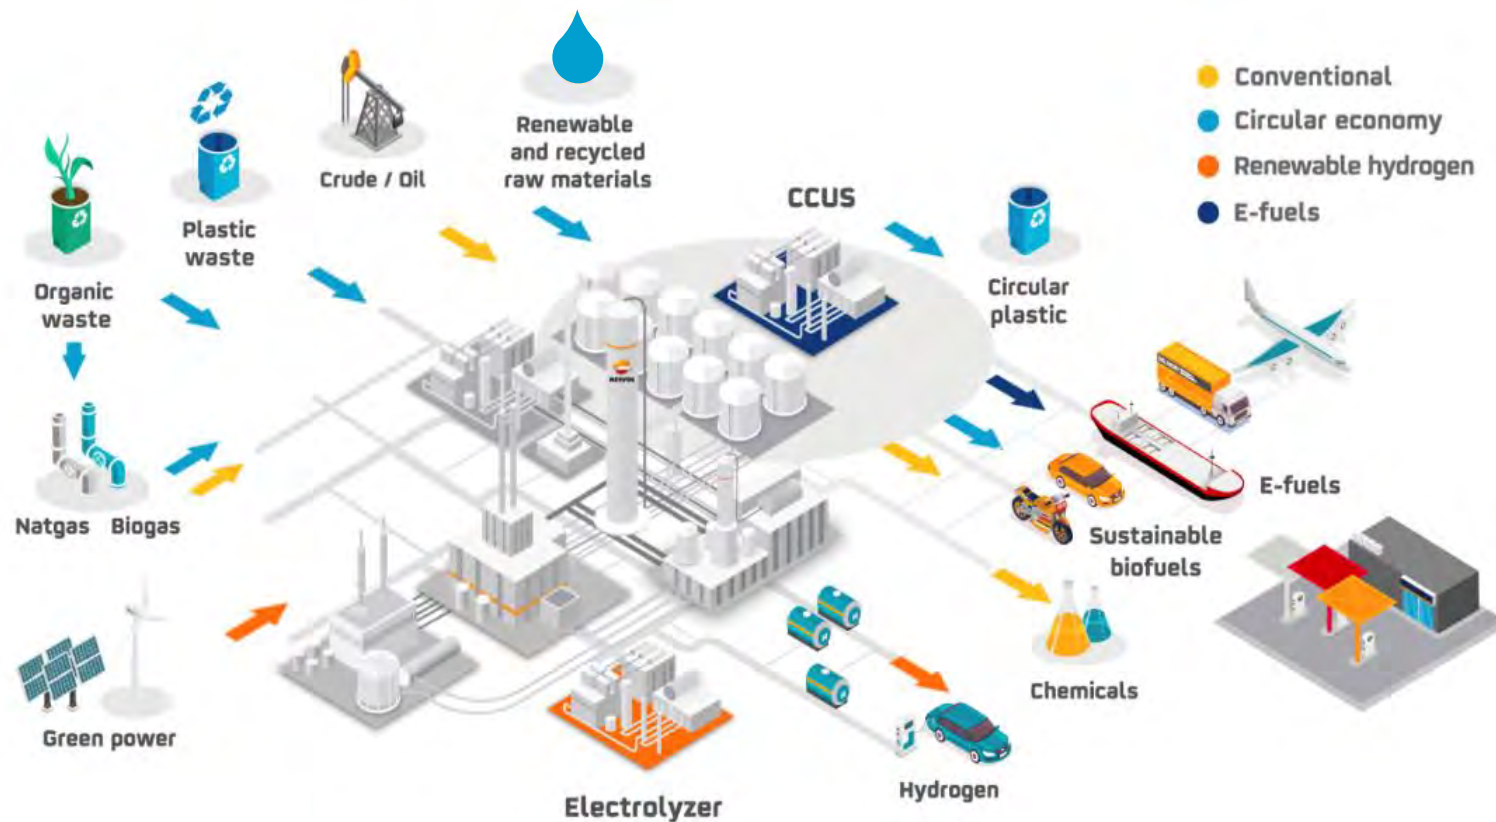 Conventional
Circular economy
Renewable hydrogen
E-fuels
Renewable
and recycled
raw materials
Crude / Oil
Plastic
waste
Organic
waste
CCUS
Circular
plastic
REPSOL
Natgas
Biogas
E-fuels
Sustainable
biofuels
Green power
Chemicals
Hydrogen
Electrolyzer